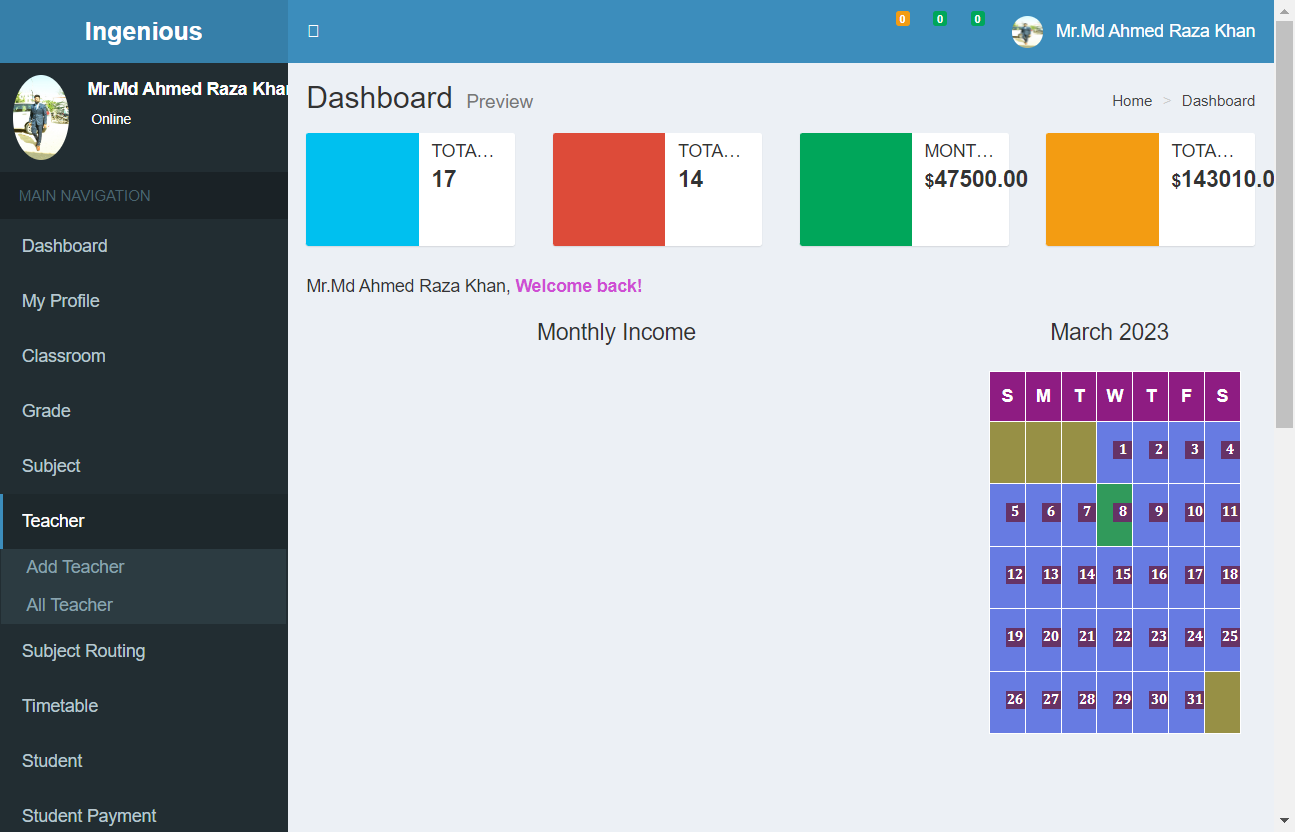 Ingenious
0 0 0 Mr.Md Ahmed Raza Khan
Mr.Md Ahmed Raza Khan
Online
MAIN NAVIGATION
Dashboard
My Profile
Classroom
Grade
Subject
Teacher
Add Teacher
All Teacher
Subject Routing
Timetable
Student
Student Payment
Dashboard Preview
Home > Dashboard
TOTA...
17
TOTA...
14
MONT...
$47500.00
TOTA...
$143010.0
Mr.Md Ahmed Raza Khan, Welcome back!
Monthly Income
March 2023
S M T W T F S
1 2 3 4
5 6 7 8 9 10 11
12 13 14 15 16 17 18
19 20 21 22 23 24 25
26 27 28 29 30 31